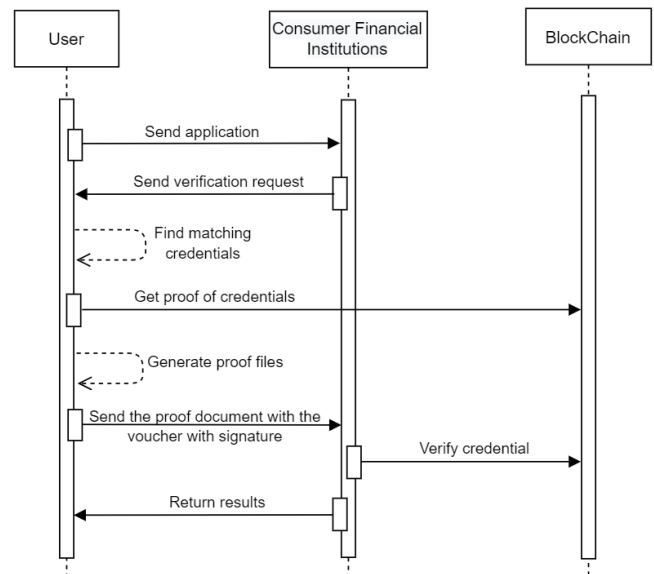 User
Consumer Financial
Institutions
BlockChain
Send application
Send verification request
Find matching
credentials
Get proof of credentials
Generate proof files
Send the proof document with the
voucher with signature
Verify credential
Return results